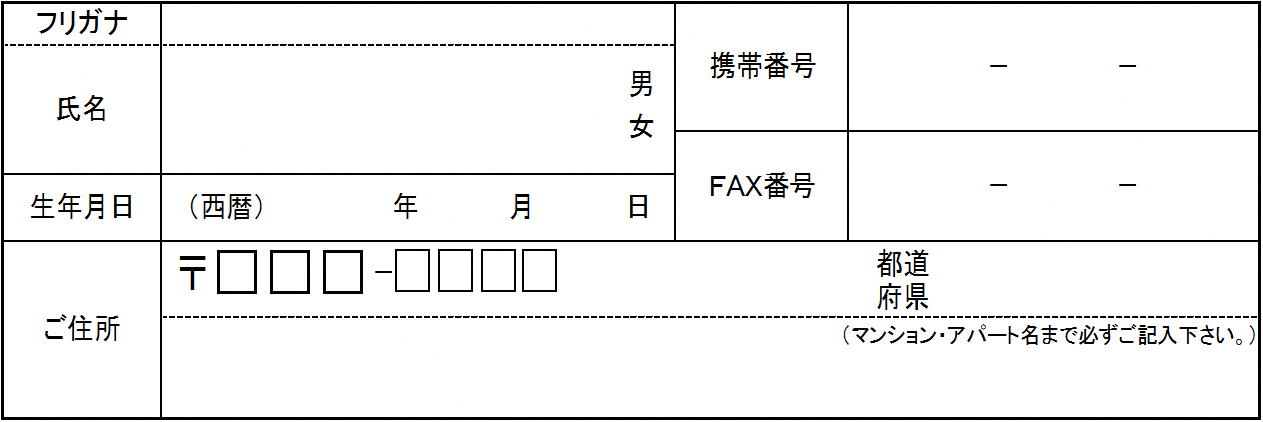 フリガナ
氏名
男
女
携帯番号 － －
FAX番号 － －
生年月日 （西暦） 年 月 日
ご住所
〒□□□－□□□□ 都道
府県
（マンション・アパート名まで必ずご記入下さい。）